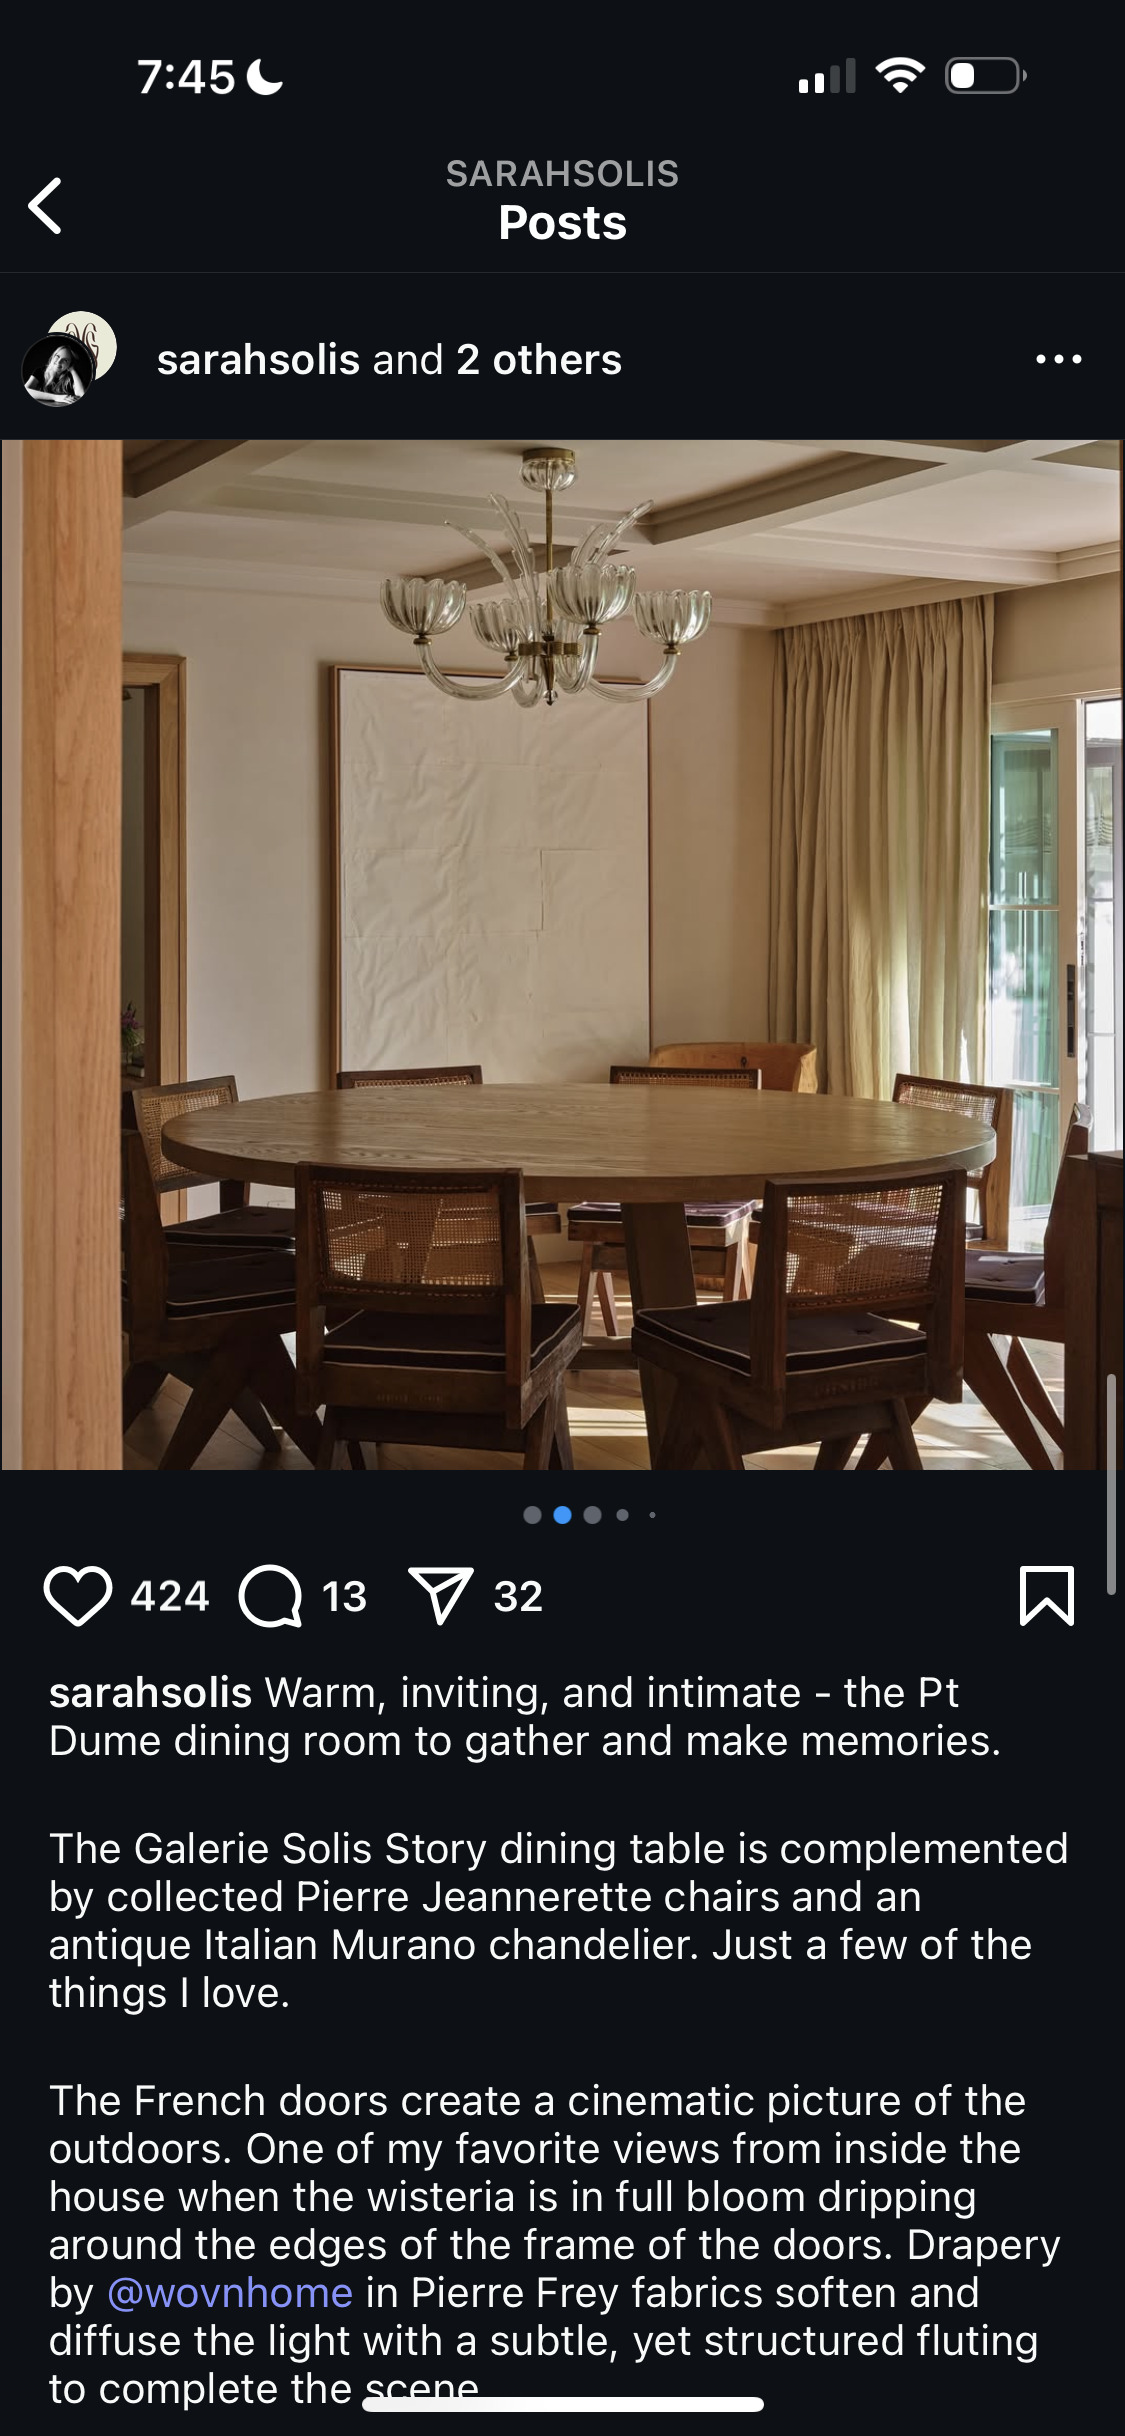 7:45
SARAHSOLIS
Posts
sarahsolis and 2 others
424 13 32
sarahsolis Warm, inviting, and intimate - the Pt
Dume dining room to gather and make memories.
The Galerie Solis Story dining table is complemented
by collected Pierre Jeannerette chairs and an
antique Italian Murano chandelier. Just a few of the
things I love.
The French doors create a cinematic picture of the
outdoors. One of my favorite views from inside the
house when the wisteria is in full bloom dripping
around the edges of the frame of the doors. Drapery
by @wovnhome in Pierre Frey fabrics soften and
diffuse the light with a subtle, yet structured fluting
to complete the scene